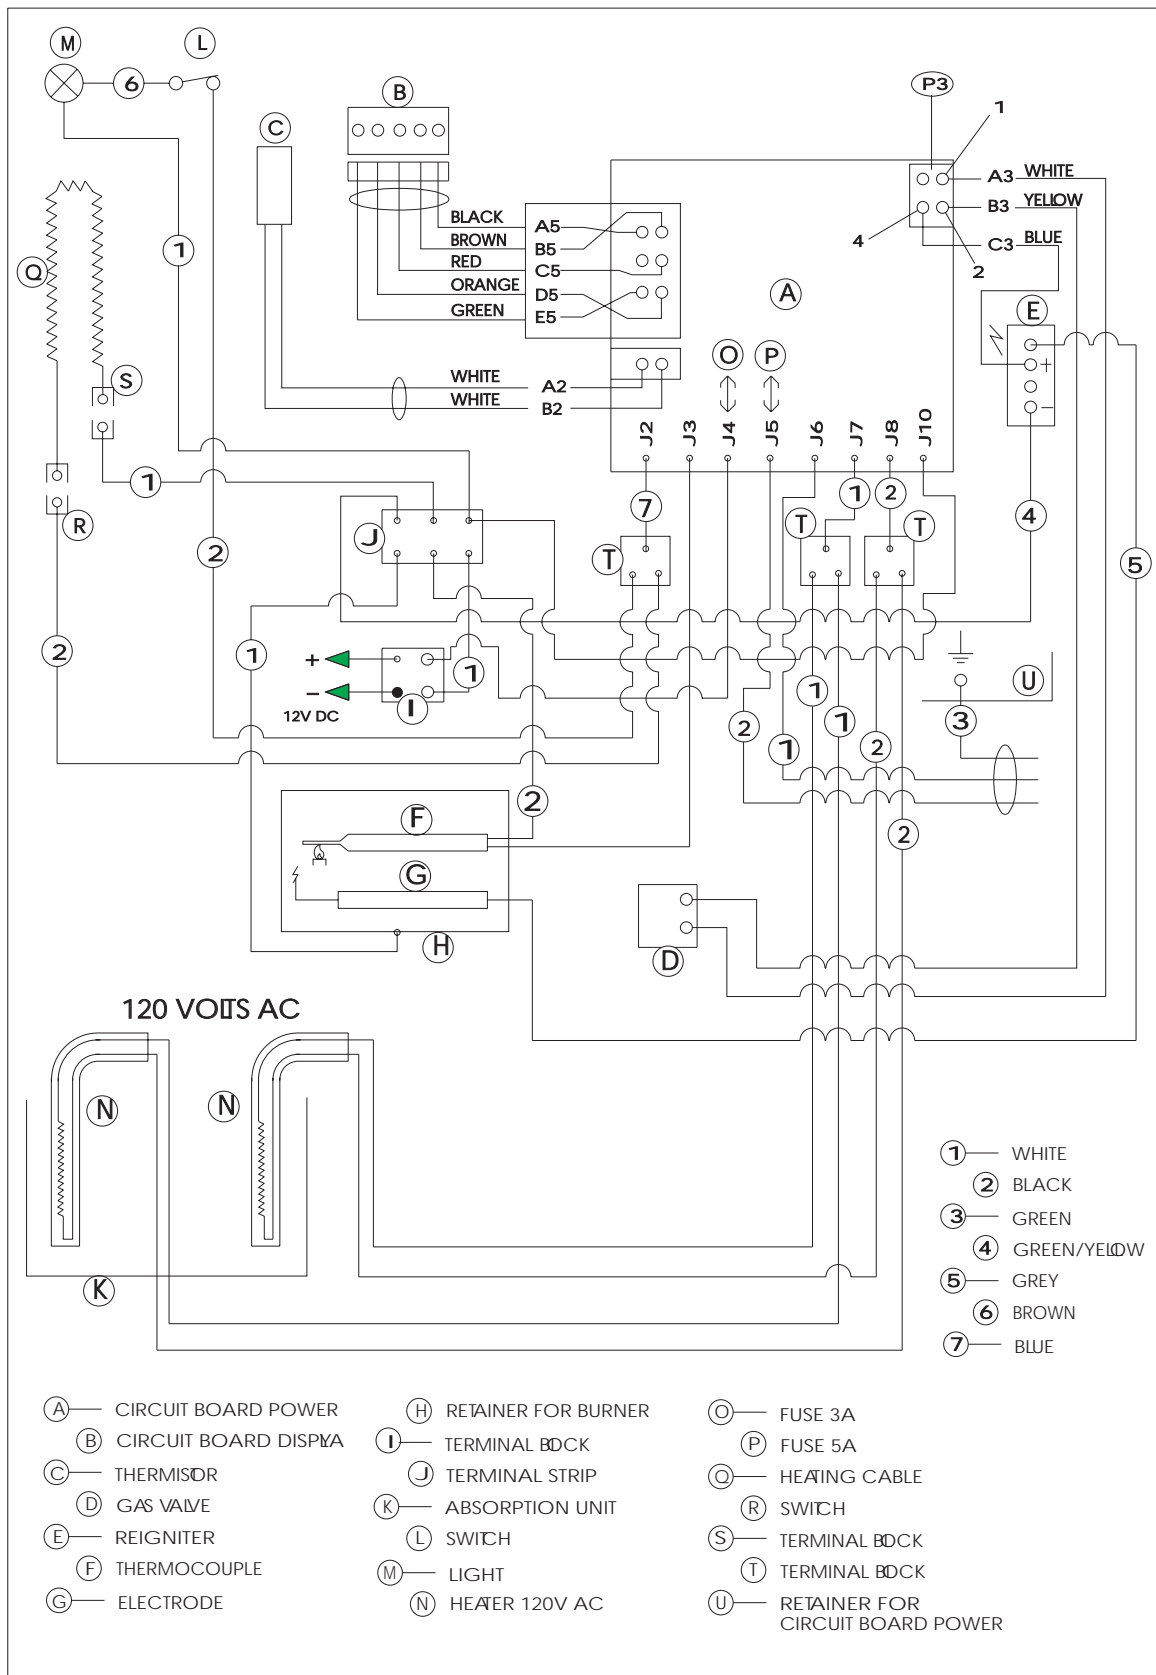 M
L
6
P3
B
1
C
A3 WHITE
B3 YELLOW
C3 BLUE
4
2
BLACK A5
BROWN B5
RED C5
ORANGE D5
GREEN E5
1
Q
A
E
+
−
O
P
S
WHITE A2
WHITE B2
J2
J3
J4
J5
J6
J7
J8
J10
1
R
7
1
2
4
J
T
T
T
2
5
2
1
+
−
12V DC
I
1
1
1
U
3
2
1
2
2
2
F
G
H
D
120 VOLTS AC
N
N
K
1 WHITE
2 BLACK
3 GREEN
4 GREEN/YELLOW
5 GREY
6 BROWN
7 BLUE
A CIRCUIT BOARD POWER
B CIRCUIT BOARD DISPLYA
C THERMISTOR
D GAS VALVE
E REIGNITER
F THERMOCOUPLE
G ELECTRODE
H RETAINER FOR BURNER
I TERMINAL BLOCK
J TERMINAL STRIP
K ABSORPTION UNIT
L SWITCH
M LIGHT
N HEATER 120V AC
O FUSE 3A
P FUSE 5A
Q HEATING CABLE
R SWITCH
S TERMINAL BLOCK
T TERMINAL BLOCK
U RETAINER FOR
CIRCUIT BOARD POWER